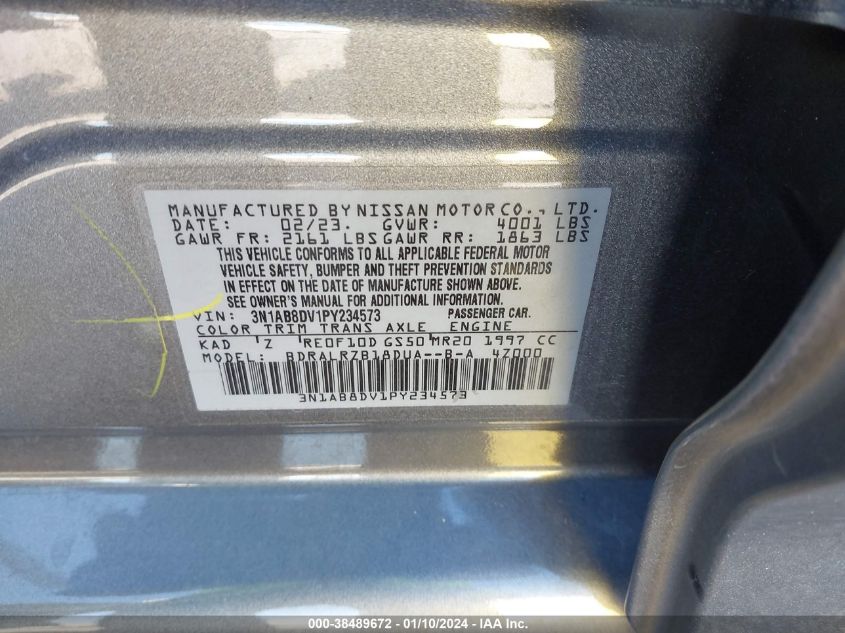 MANUFACTURED BY NISSAN MOTOR CO., LTD.
DATE: 02/23. GVWR: 4001 LBS
GAWR FR: 2161 LBS GAWR RR: 1863 LBS
THIS VEHICLE CONFORMS TO ALL APPLICABLE FEDERAL MOTOR
VEHICLE SAFETY, BUMPER AND THEFT PREVENTION STANDARDS
IN EFFECT ON THE DATE OF MANUFACTURE SHOWN ABOVE.
SEE OWNER'S MANUAL FOR ADDITIONAL INFORMATION.
VIN: 3N1AB8DV1PY234573 PASSENGER CAR.
COLOR TRIM TRANS AXLE ENGINE
KAD Z RE0F10D GS50 MR20 1997 CC
MODEL: BDRALRZB18DUA--B-A 4Z000
3N1AB8DV1PY234573
000-38489672 - 01/10/2024 - IAA Inc.